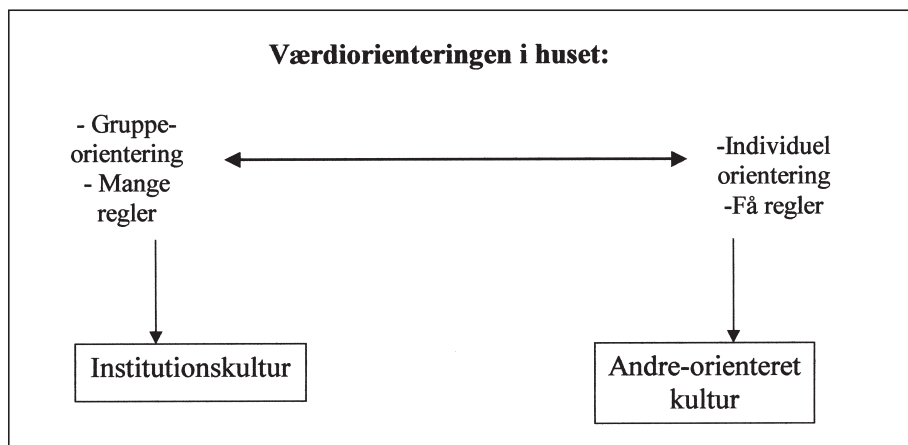 Værdiorienteringen i huset:
- Gruppe-
orientering
- Mange
regler
-Individuel
orientering
-Få regler
Institutionskultur
Andre-orienteret
kultur